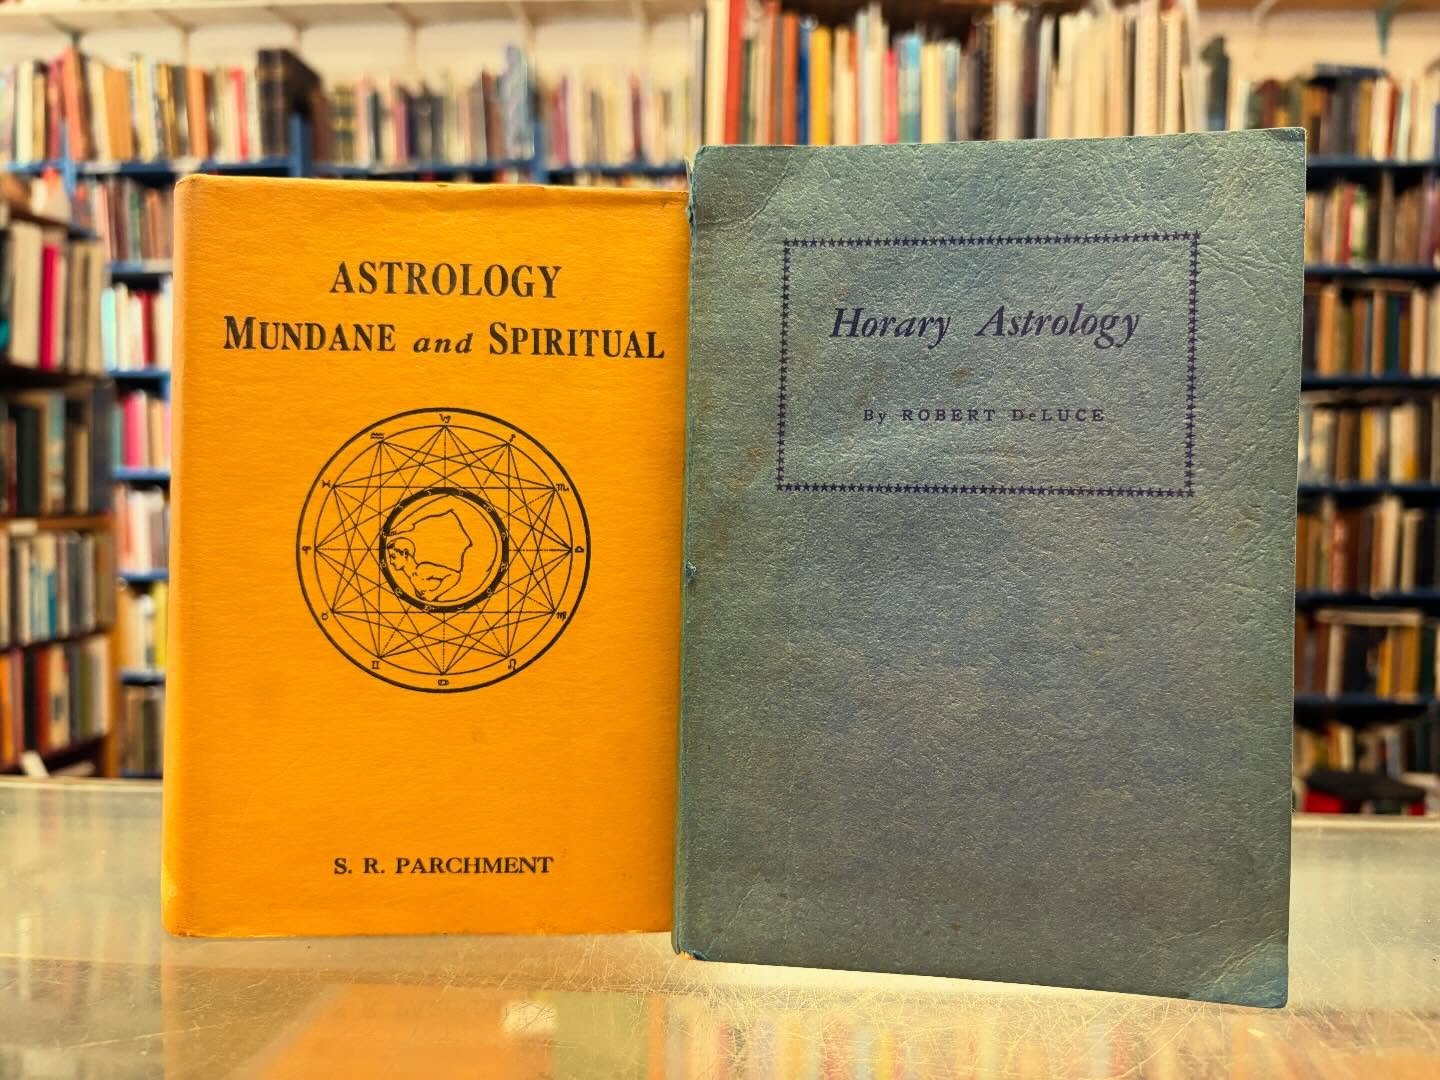 ASTROLOGY
MUNDANE and SPIRITUAL
S. R. PARCHMENT
Horary Astrology
By ROBERT DeLUCE